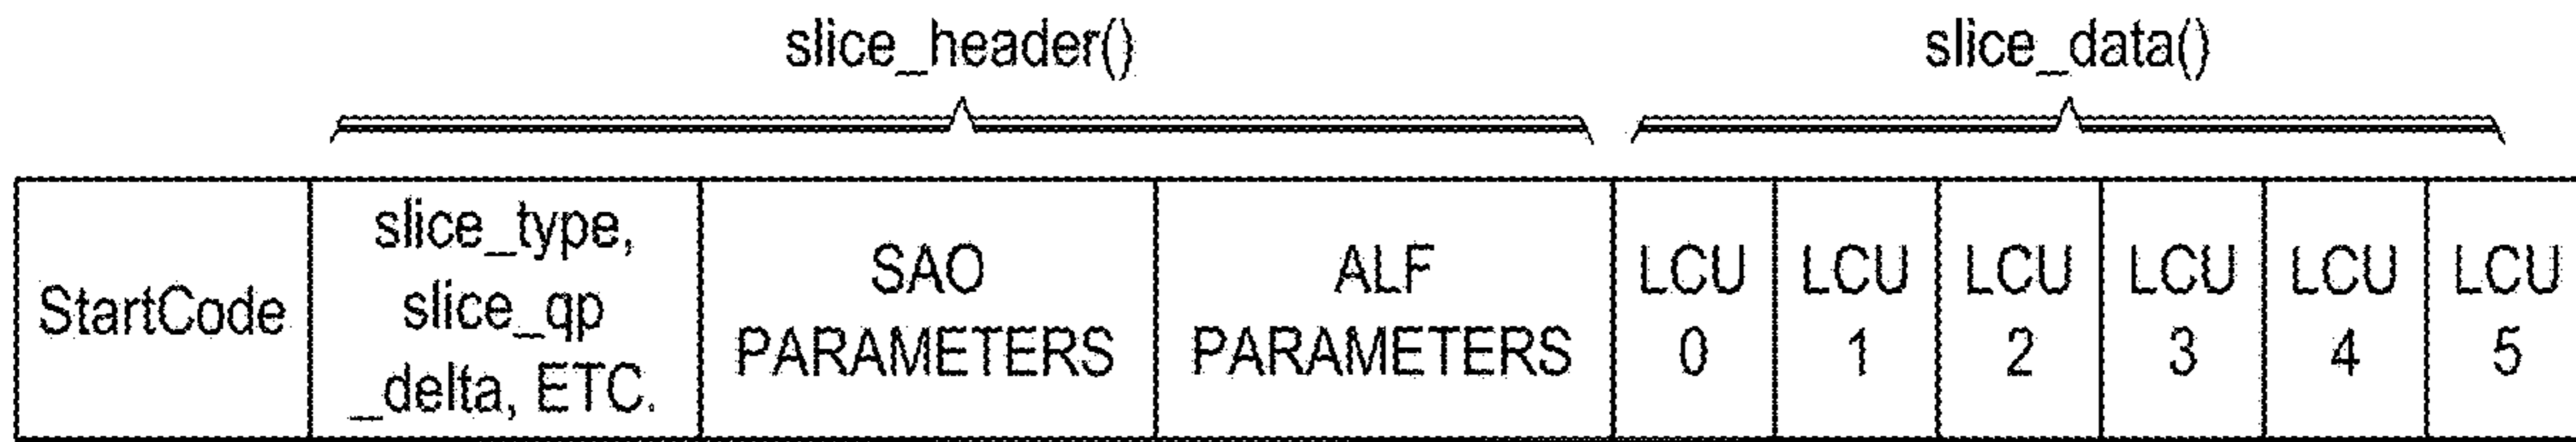 slice_header() slice_data()
StartCode
slice_type,
slice_qp
_delta, ETC.
SAO
PARAMETERS
ALF
PARAMETERS
LCU
0
LCU
1
LCU
2
LCU
3
LCU
4
LCU
5